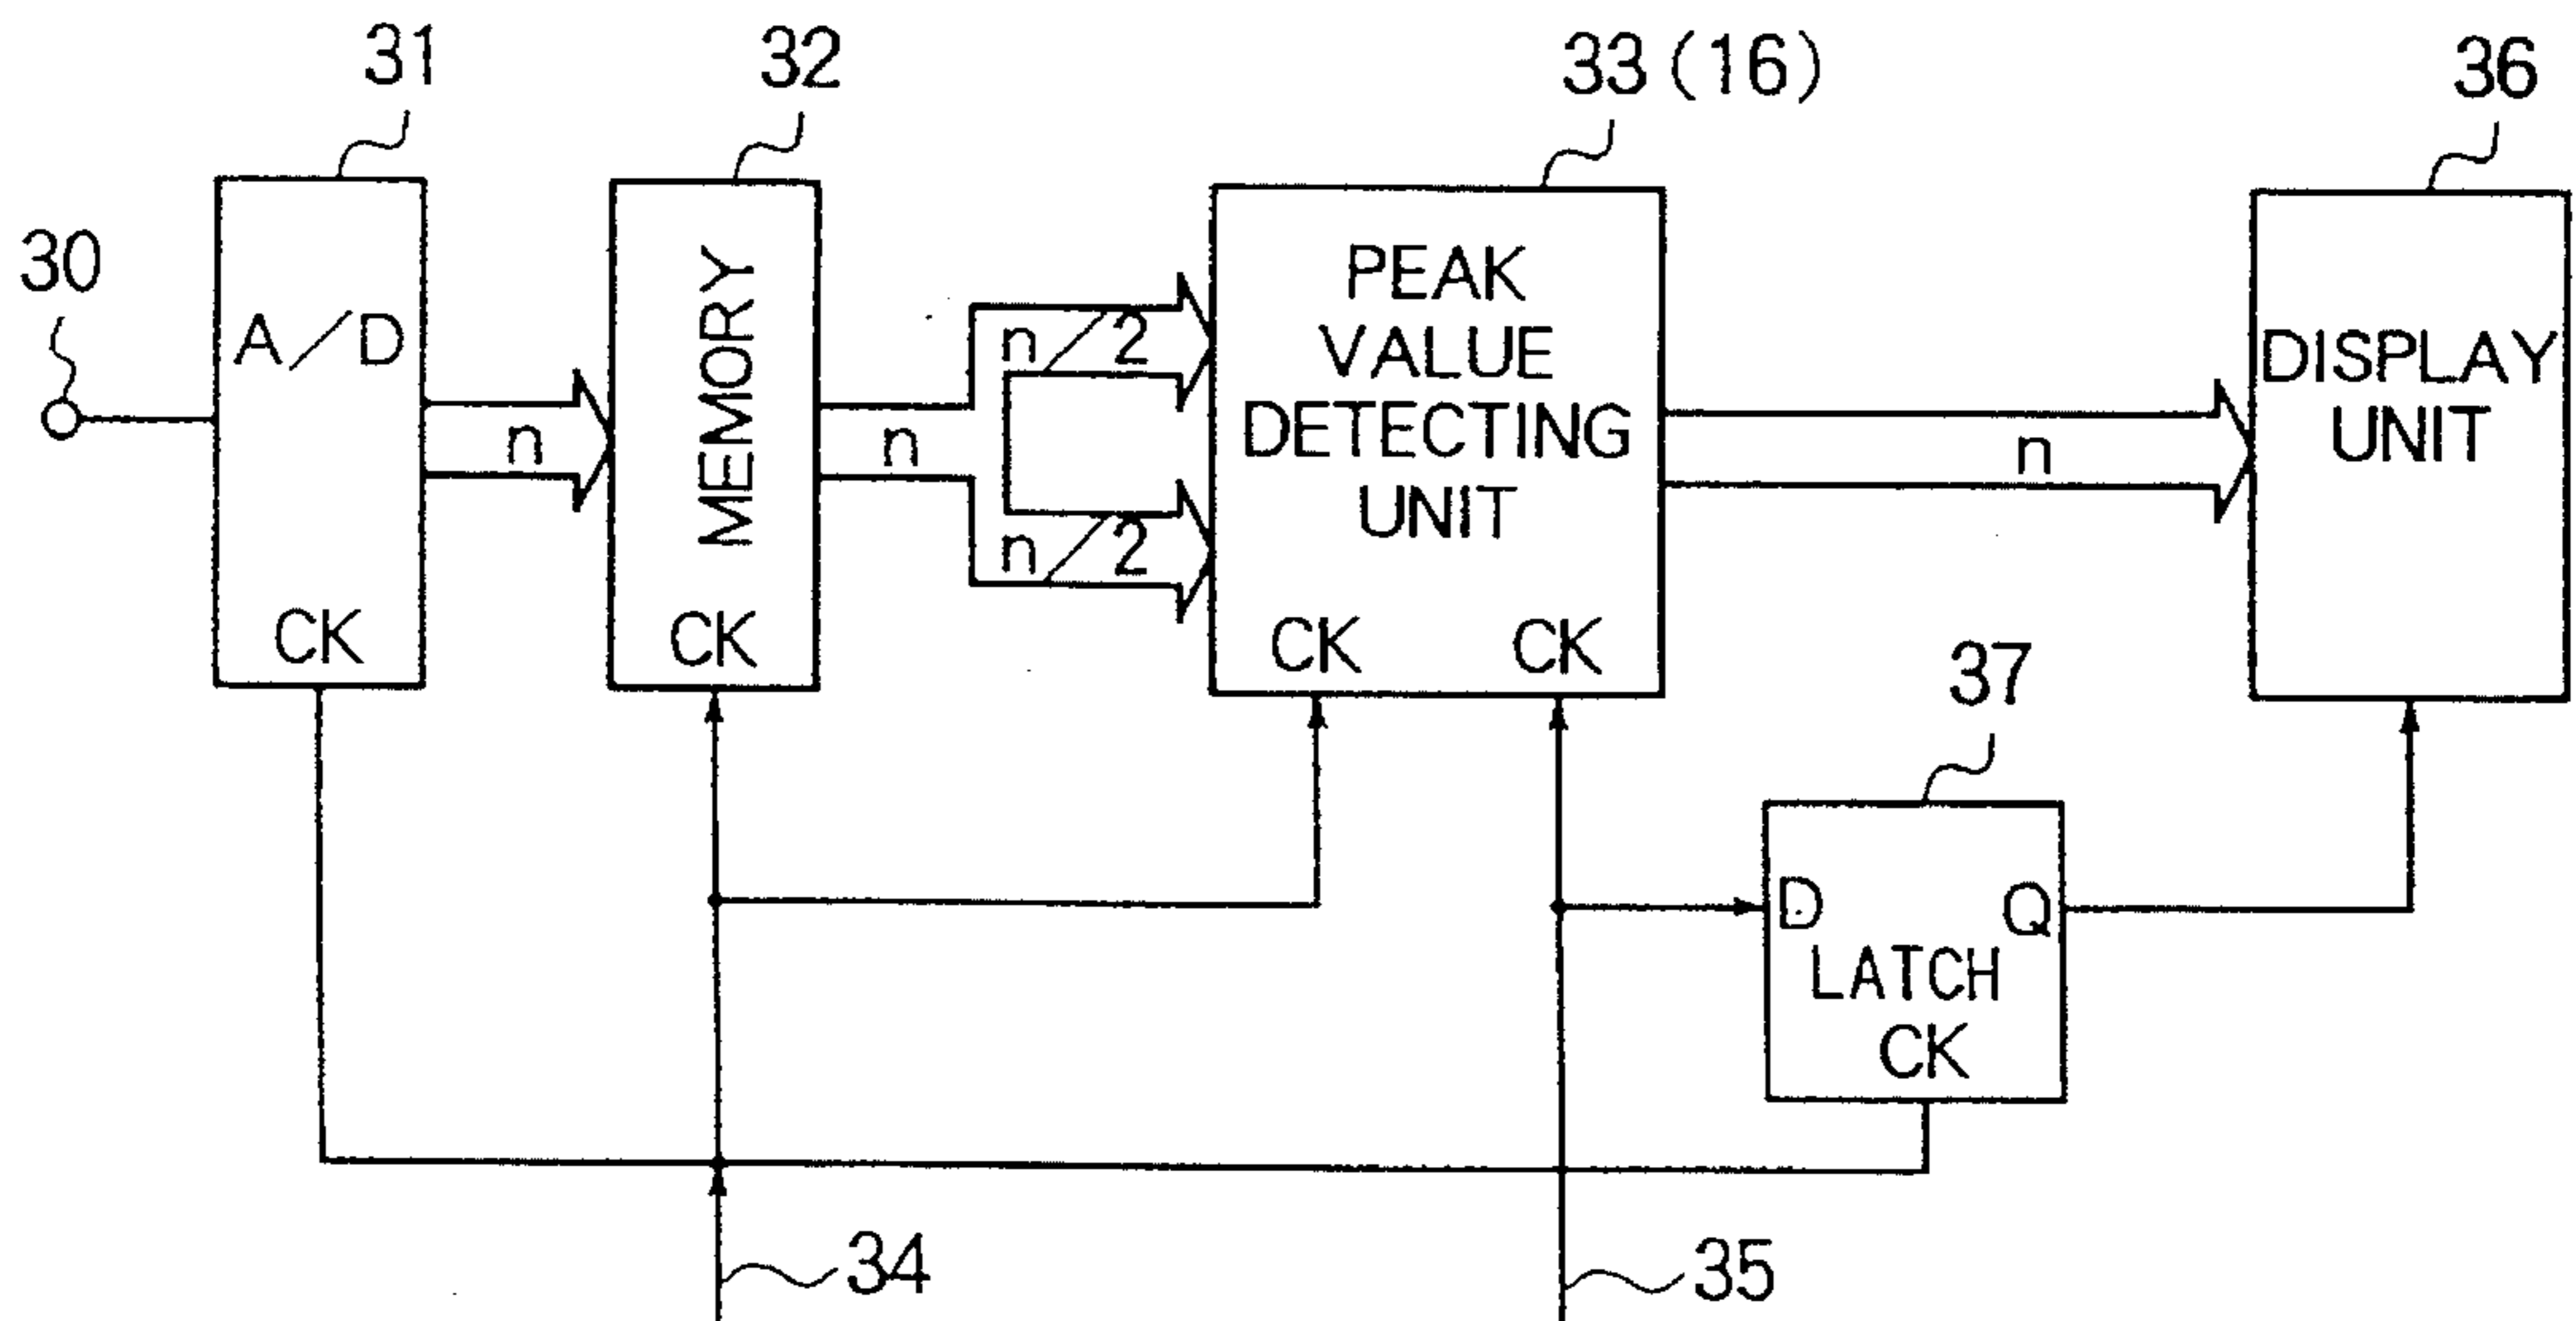 31
32
33 (16)
36
30
A/D
n
CK
MEMORY
CK
n
n/2
n/2
PEAK
VALUE
DETECTING
UNIT
CK
CK
n
DISPLAY
UNIT
37
D
Q
LATCH
CK
34
35